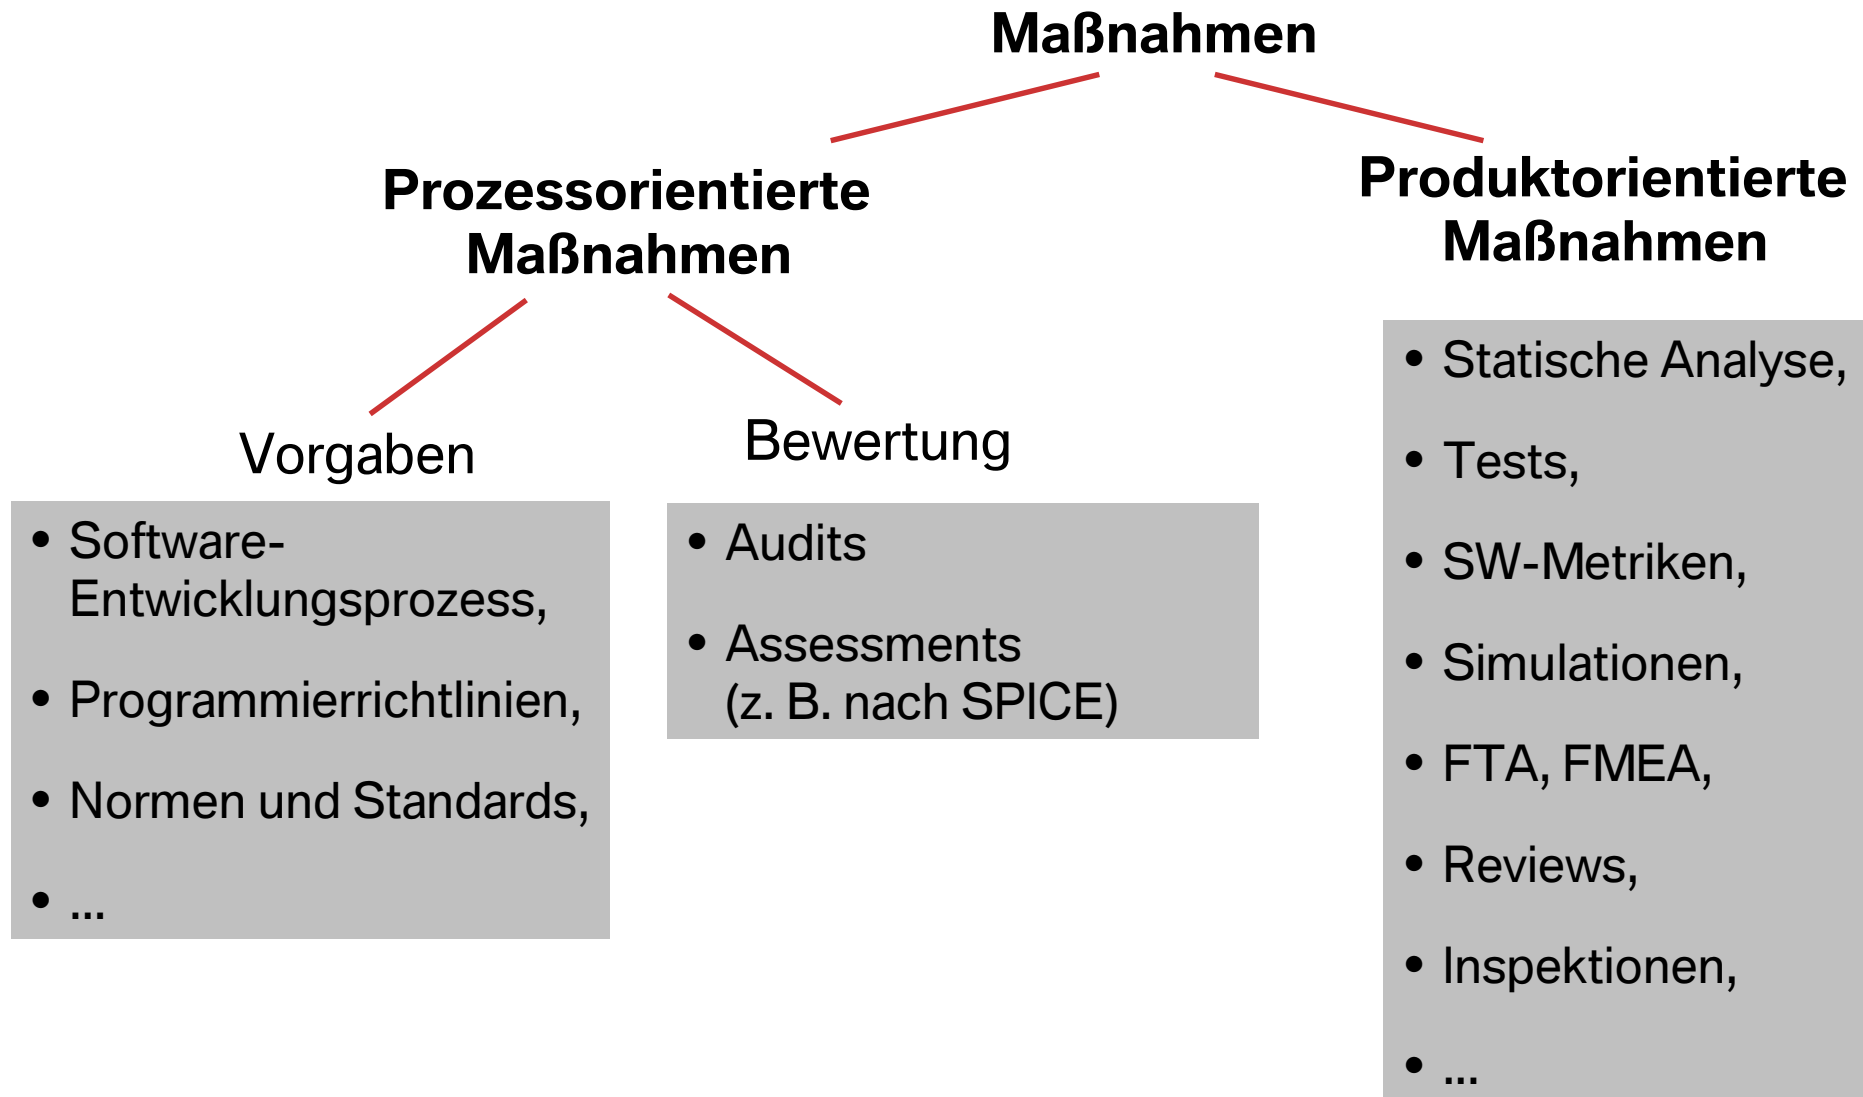 Maßnahmen
Prozessorientierte
Maßnahmen
Vorgaben
• Software-
Entwicklungsprozess,
• Programmierrichtlinien,
• Normen und Standards,
• ...
Bewertung
• Audits
• Assessments
(z. B. nach SPICE)
Produktorientierte
Maßnahmen
• Statische Analyse,
• Tests,
• SW-Metriken,
• Simulationen,
• FTA, FMEA,
• Reviews,
• Inspektionen,
• ...